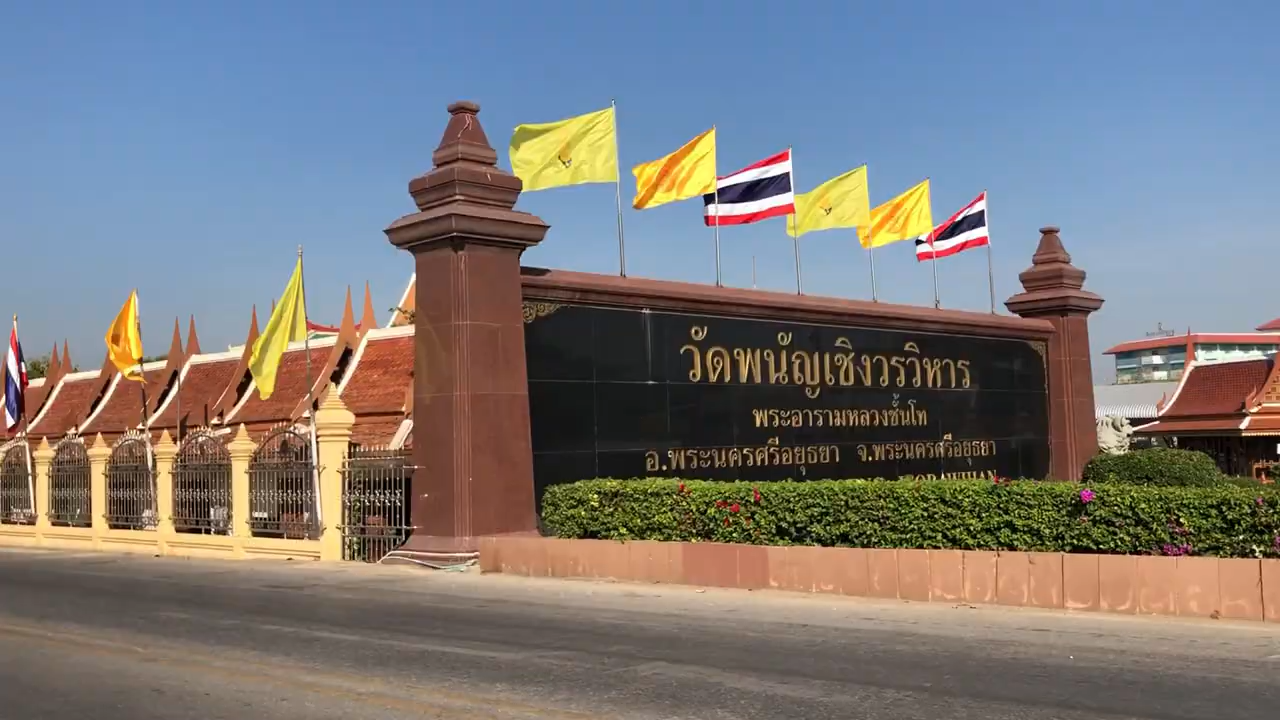 วัดพนัญเชิงวรวิหาร
พระอารามหลวงชั้นโท
อ.พระนครศรีอยุธยา จ.พระนครศรีอยุธยา